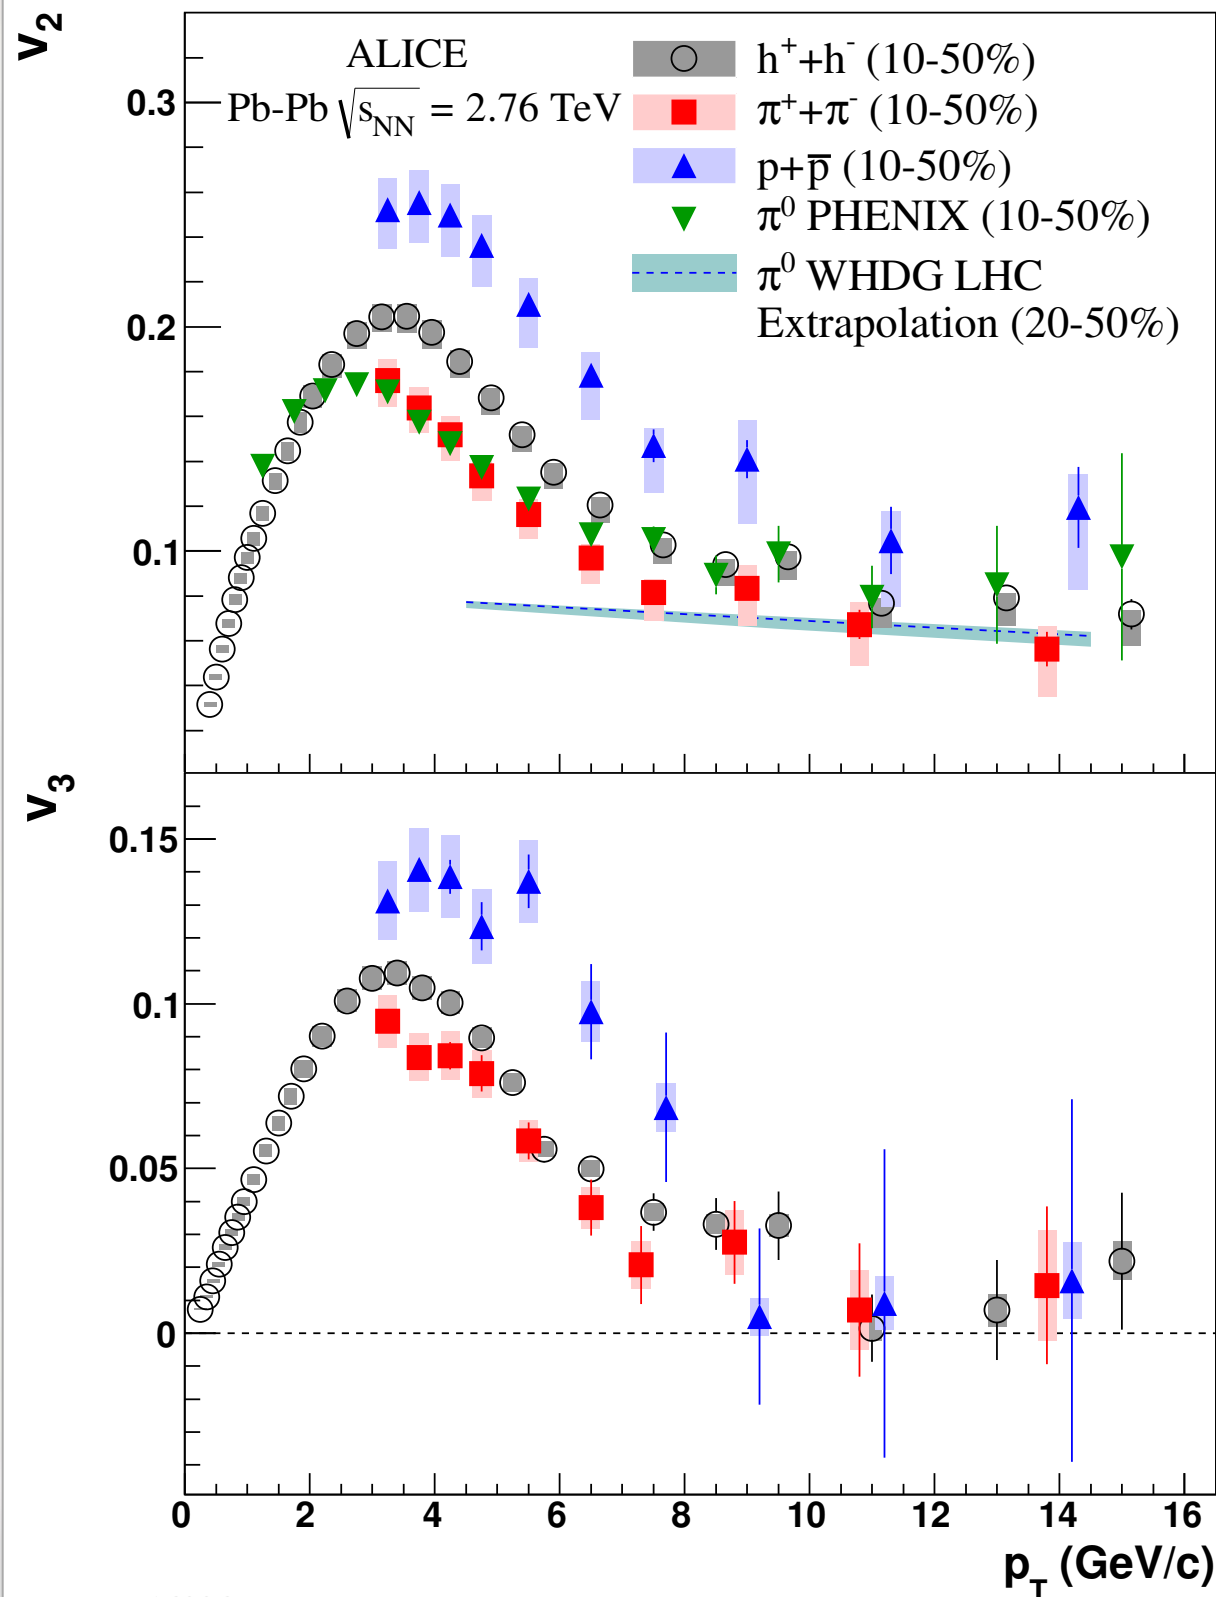 v₂
ALICE
Pb-Pb √s_NN = 2.76 TeV
h⁺+h⁻ (10-50%)
π⁺+π⁻ (10-50%)
p+p̅ (10-50%)
π⁰ PHENIX (10-50%)
π⁰ WHDG LHC
Extrapolation (20-50%)
0.3
0.2
0.1
v₃
0.15
0.1
0.05
0
0 2 4 6 8 10 12 14 16
p_T (GeV/c)